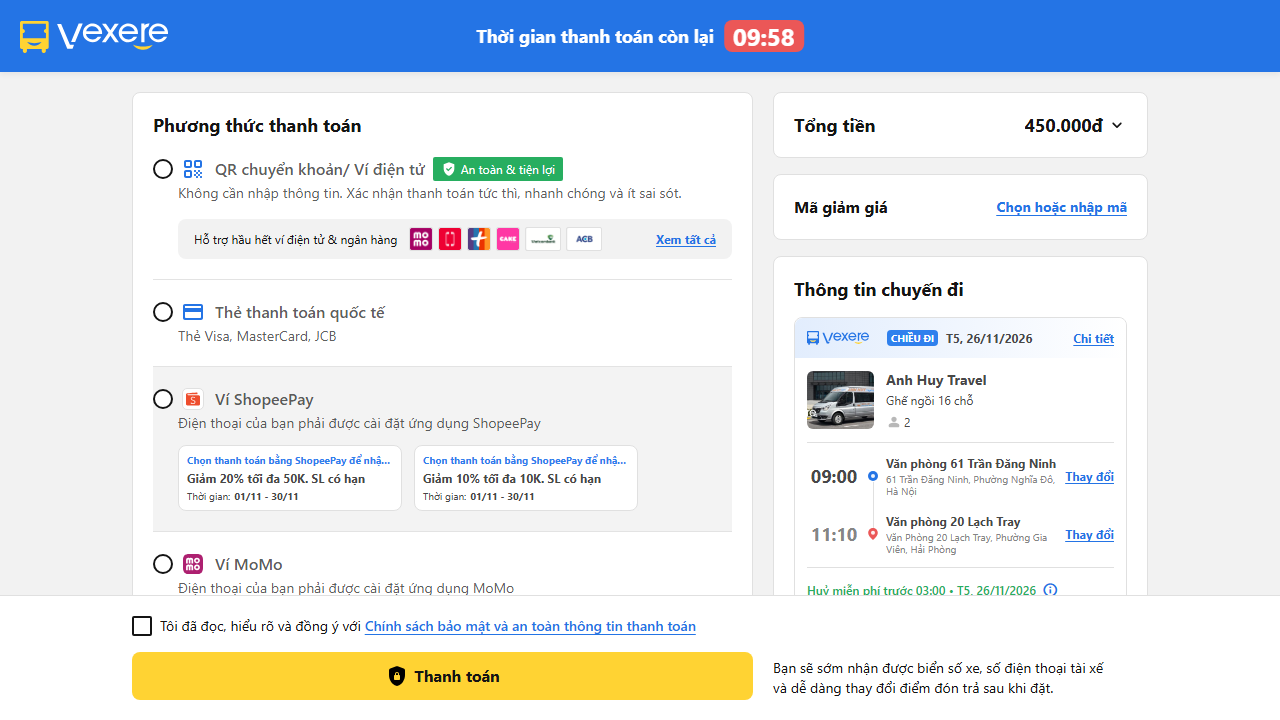 Vexere
Thời gian thanh toán còn lại 09:58
Phương thức thanh toán
QR chuyển khoản/ Ví điện tử An toàn & tiện lợi
Không cần nhập thông tin. Xác nhận thanh toán tức thì, nhanh chóng và ít sai sót.
Hỗ trợ hầu hết ví điện tử & ngân hàng mo mo CAKE Vietcombank ACB Xem tất cả
Thẻ thanh toán quốc tế
Thẻ Visa, MasterCard, JCB
Ví ShopeePay
Điện thoại của bạn phải được cài đặt ứng dụng ShopeePay
Chọn thanh toán bằng ShopeePay để nhậ...
Giảm 20% tối đa 50K. SL có hạn
Thời gian: 01/11 - 30/11
Chọn thanh toán bằng ShopeePay để nhậ...
Giảm 10% tối đa 10K. SL có hạn
Thời gian: 01/11 - 30/11
mo mo Ví MoMo
Điện thoại của bạn phải được cài đặt ứng dụng MoMo
Tổng tiền 450.000đ
Mã giảm giá Chọn hoặc nhập mã
Thông tin chuyến đi
Vexere CHIỀU ĐI T5, 26/11/2026 Chi tiết
Anh Huy Travel
Ghế ngồi 16 chỗ
2
09:00 Văn phòng 61 Trần Đăng Ninh Thay đổi
61 Trần Đăng Ninh, Phường Nghĩa Đô,
Hà Nội
11:10 Văn phòng 20 Lạch Tray Thay đổi
Văn Phòng 20 Lạch Tray, Phường Gia
Viên, Hải Phòng
Huỷ miễn phí trước 03:00 • T5, 26/11/2026
Tôi đã đọc, hiểu rõ và đồng ý với Chính sách bảo mật và an toàn thông tin thanh toán
Thanh toán
Bạn sẽ sớm nhận được biển số xe, số điện thoại tài xế
và dễ dàng thay đổi điểm đón trả sau khi đặt.